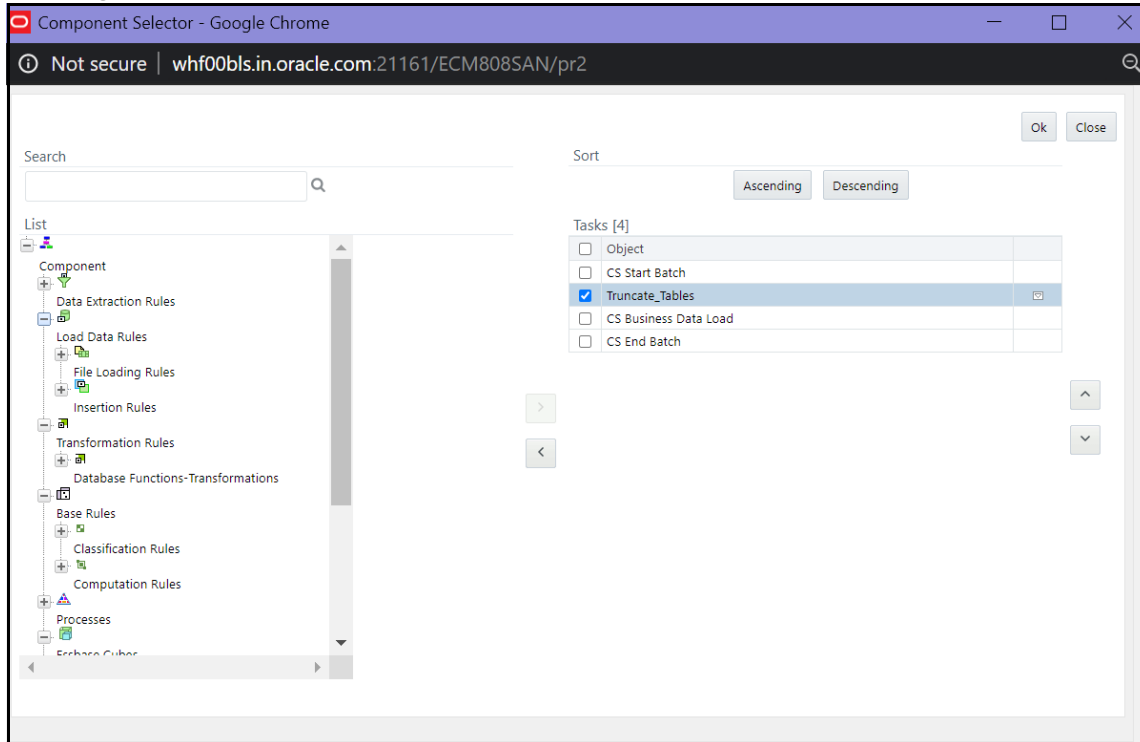 Component Selector - Google Chrome
Not secure | whf00bls.in.oracle.com:21161/ECM808SAN/pr2
Ok Close
Search
Sort
Ascending Descending
List
Tasks [4]
Component
Data Extraction Rules
Load Data Rules
File Loading Rules
Insertion Rules
Transformation Rules
Database Functions-Transformations
Base Rules
Classification Rules
Computation Rules
Processes
Essbase Cubes
Object
CS Start Batch
Truncate_Tables
CS Business Data Load
CS End Batch